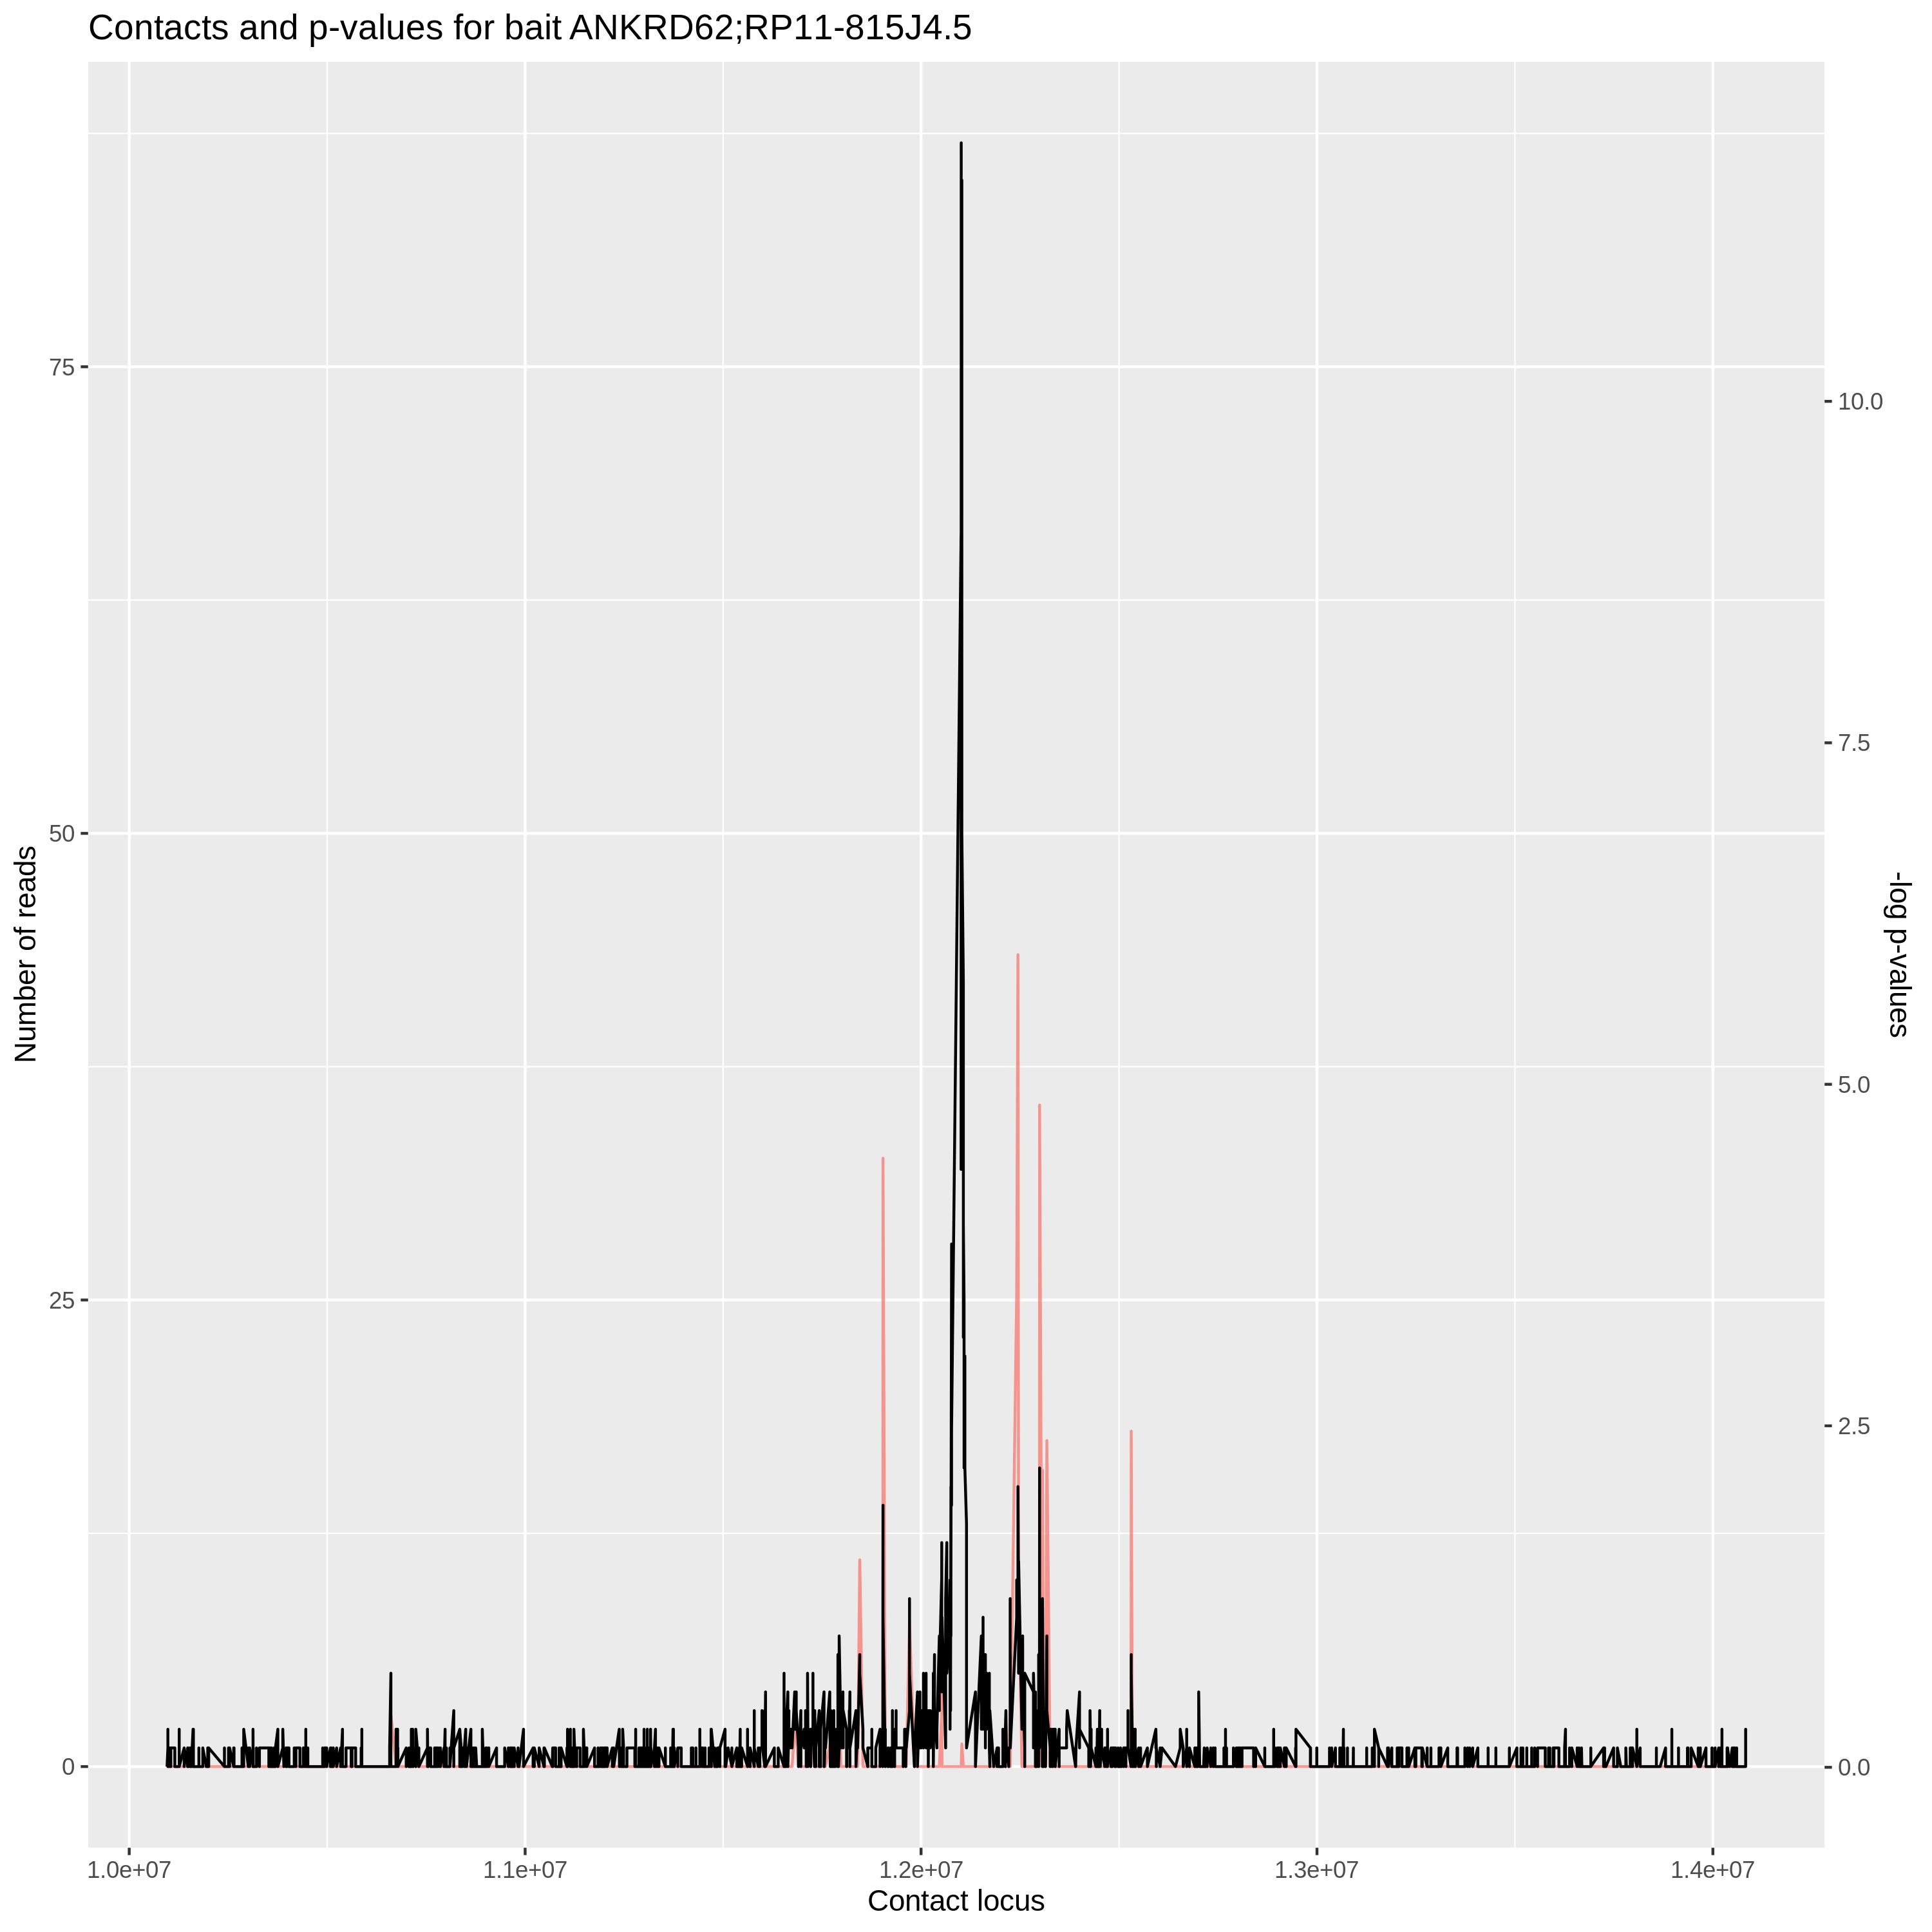 Contacts and p-values for bait ANKRD62;RP11-815J4.5
75
50
25
0
10.0
7.5
5.0
2.5
0.0
Number of reads
-log p-values
1.0e+07
1.1e+07
1.2e+07
1.3e+07
1.4e+07
Contact locus